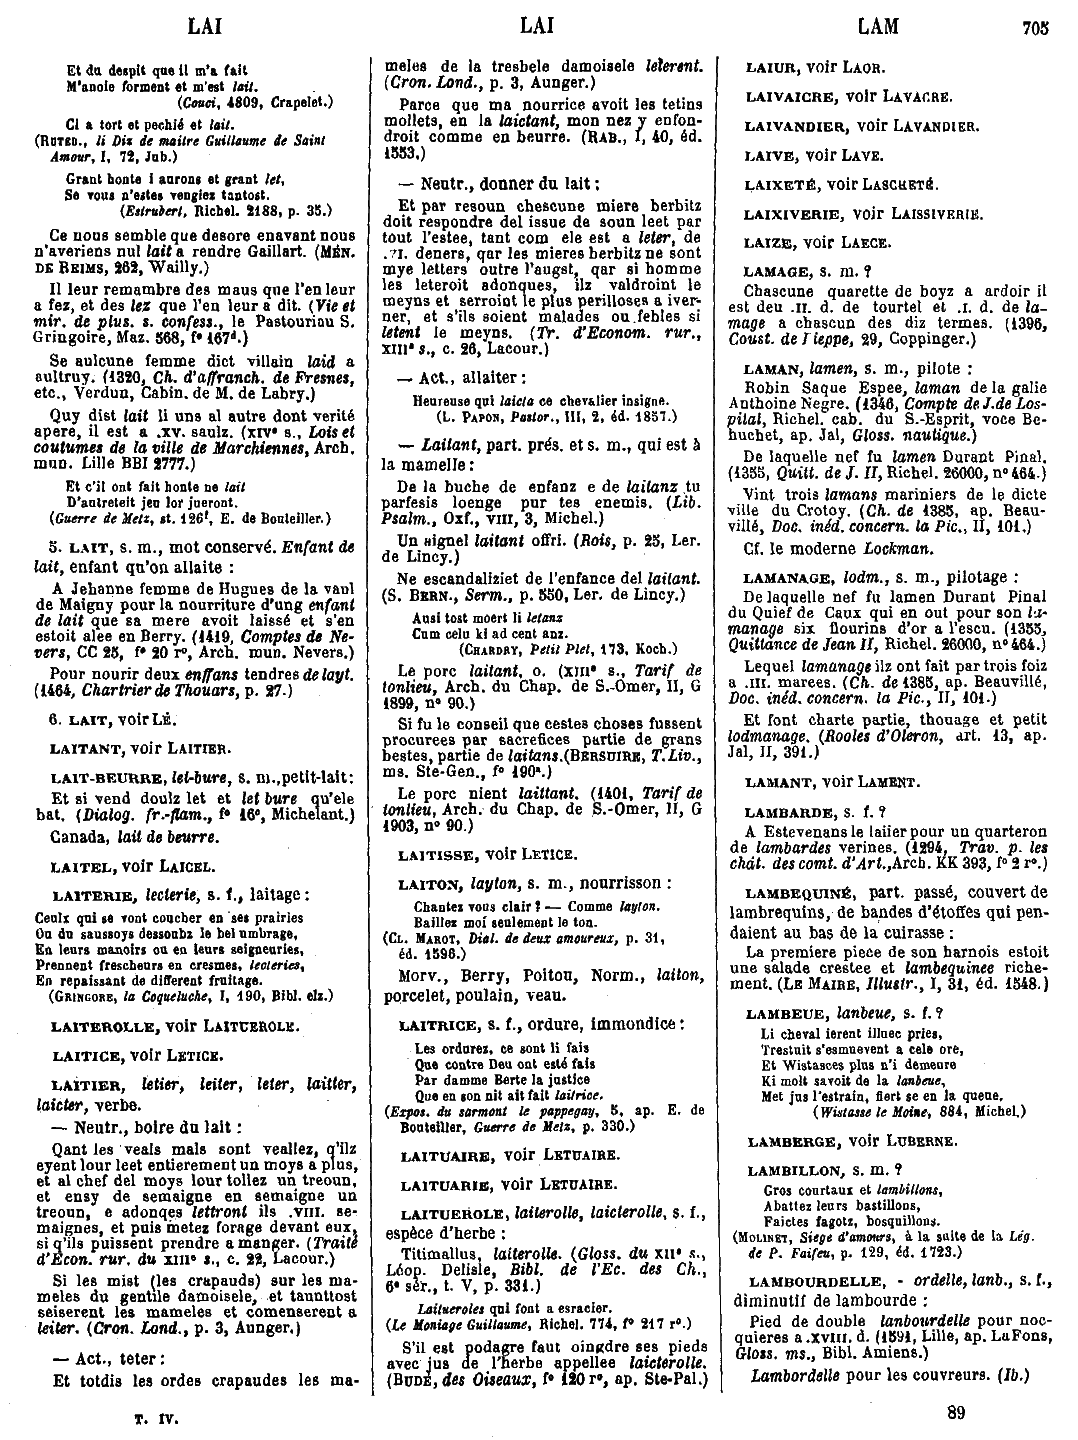 LAI
LAI
LAM
705
Et du despit que il m'a fait
M'anoie forment et m'est lait.
(Couci, 4809, Crapelet.)
Ci a tort et pechié et lait.
(RUTEB., li Diz de maitre Guillaume de Saint
Amour, I, 72, Jub.)
Grant honte i aurons et grant let,
Se vous n'estes vengiez tantost.
(Estrubert, Richel. 2188, p. 35.)
Ce nous semble que desore enavant nous
n'averiens nul lait a rendre Gaillart. (MÉN.
DE REIMS, 262, Wailly.)
Il leur remambre des maus que l'en leur
a fez, et des lez que l'en leur a dit. (Vie et
mir. de plus. s. confess., le Pastouriau S.
Gringoire, Maz. 568, fº 167ᵈ.)
Se aulcune femme dict villain laid a
aultruy. (1320, Ch. d'affranch. de Fresnes,
etc., Verdun, Cabin. de M. de Labry.)
Quy dist lait li uns al autre dont verité
apere, il est a .xv. saulz. (XIVᵉ s., Lois et
coutumes de la ville de Marchiennes, Arch.
mun. Lille BBI 2777.)
Et c'il ont fait honte ne lait
D'autreteit jeu lor jueront.
(Guerre de Metz, st. 126ᶠ, E. de Bouteiller.)
5. LAIT, s. m., mot conservé. Enfant de
lait, enfant qu'on allaite :
A Jehanne femme de Hugues de la vaul
de Maigny pour la nourriture d'ung enfant
de lait que sa mere avoit laissé et s'en
estoit alee en Berry. (1419, Comptes de Ne-
vers, CC 25, fº 20 rº, Arch. mun. Nevers.)
Pour nourir deux enffans tendres de layt.
(1464, Chartrier de Thouars, p. 27.)
6. LAIT, voir LÉ.
LAITANT, voir LAITIER.
LAIT-BEURRE, let-bure, s. m., petit-lait :
Et si vend doulz let et let bure qu'ele
bat. (Dialog. fr.-flam., fº 16ᶜ, Michelant.)
Canada, lait de beurre.
LAITEL, voir LAICEL.
LAITERIE, lecterie, s. f., laitage :
Ceulx qui se vont coucher en ses prairies
Ou du saussoys dessoubz le bel umbrage,
En leurs manoirs ou en leurs seigneuries,
Prennent frescheurs en cresmes, lecteries,
En repaissant de different fruitage.
(GRINGORE, la Coqueluche, I, 190, Bibl. elz.)
LAITEROLLE, voir LAITUEROLE.
LAITICE, voir LETICE.
LAITIER, letier, leiter, leter, laitter,
laicter, verbe.
— Neutr., boire du lait :
Qant les veals mals sont vealleez, q'ilz
eyent lour leet entierement un moys a plus,
et al chef del moys lour tollez un treoun,
et ensy de semaigne en semaigne un
treoun, e adonqes lettront ils .VIII. se-
maignes, et puis metez forage devant eux,
si q'ils puissent prendre a manger. (Traité
d'Econ. rur. du XIIIᵉ s., c. 22, Lacour.)
Si les mist (les crapauds) sur les ma-
meles du gentile damoisele, et taunttost
seiserent les mameles et comenserent a
leiter. (Cron. Lond., p. 3, Aunger.)
— Act., teter :
Et totdis les ordes crapaudes les ma-
T. IV.
meles de la tresbele damoisele leterent.
(Cron. Lond., p. 3, Aunger.)
Parce que ma nourrice avoit les tetins
mollets, en la laictant, mon nez y enfon-
droit comme en beurre. (RAB., I, 40, éd.
1553.)
— Neutr., donner du lait :
Et par resoun chescune miere berbitz
doit respondre del issue de soun leet par
tout l'estee, tant com ele est a leter, de
.VI. deners, qar les mieres berbitz ne sont
mye letters outre l'augst, qar si homme
les leteroit adonques, ilz valdroint le
meyns et serroint le plus perilloses a iver-
ner, et s'ils soient malades ou febles si
letent le meyns. (Tr. d'Econom. rur.,
XIIIᵉ s., c. 26, Lacour.)
— Act., allaiter :
Heureuse qui laicta ce chevalier insigne.
(L. PAPON, Pastor., III, 2, éd. 1857.)
— Laitant, part. prés. et s. m., qui est à
la mamelle :
De la buche de enfanz e de laitanz tu
parfesis loenge pur tes enemis. (Lib.
Psalm., Oxf., VIII, 3, Michel.)
Un aignel laitant offri. (Rois, p. 25, Ler.
de Lincy.)
Ne escandaliziet de l'enfance del laitant.
(S. BERN., Serm., p. 550, Ler. de Lincy.)
Ausi tost moert li letanz
Cum celu ki ad cent anz.
(CHARDRY, Petit Plet, 173, Koch.)
Le porc laitant, o. (XIIIᵉ s., Tarif de
tonlieu, Arch. du Chap. de S.-Omer, II, G
1899, nº 90.)
Si fu le conseil que cestes choses fussent
procurees par sacrefices partie de grans
bestes, partie de laitans. (BERSUIRE, T. Liv.,
ms. Ste-Gen., fº 190ᵃ.)
Le porc nient laittant. (1401, Tarif de
tonlieu, Arch. du Chap. de S.-Omer, II, G
1903, nº 90.)
LAITISSE, voir LETICE.
LAITON, layton, s. m., nourrisson :
Chantez vous clair ? — Comme layton.
Baillez moi seulement le ton.
(CL. MAROT, Dial. de deux amoureux, p. 31,
éd. 1596.)
Morv., Berry, Poitou, Norm., laiton,
porcelet, poulain, veau.
LAITRICE, s. f., ordure, immondice :
Les ordurez, ce sont li fais
Que contre Deu ont esté fais
Par damme Berte la justice
Que en son nit ait fait laitrice.
(Expos. du sarmont le pappegay, 5, ap. E. de
Bouteiller, Guerre de Metz, p. 330.)
LAITUAIRE, voir LETUAIRE.
LAITUARIE, voir LETUAIRE.
LAITUEROLE, laiterolle, laicterolle, s. f.,
espèce d'herbe :
Titimallus, laiterolle. (Gloss. du XIIᵉ s.,
Léop. Delisle, Bibl. de l'Ec. des Ch.,
6ᵉ sér., t. V, p. 331.)
Laitueroles qui font a esracier.
(Le Moniage Guillaume, Richel. 774, fº 217 rº.)
S'il est podagre faut oindre ses pieds
avec jus de l'herbe appellee laicterolle.
(BUDÉ, des Oiseaux, fº 120 rº, ap. Ste-Pal.)
LAIUR, voir LAOR.
LAIVAICRE, voir LAVACRE.
LAIVANDIER, voir LAVANDIER.
LAIVE, voir LAVE.
LAIXETÉ, voir LASCHETÉ.
LAIXIVERIE, voir LAISSIVERIE.
LAIZE, voir LAECE.
LAMAGE, s. m. ?
Chascune quarette de boyz a ardoir il
est deu .II. d. de tourtel et .I. d. de la-
mage a chascun des diz termes. (1396,
Coust. de Dieppe, 29, Coppinger.)
LAMAN, lamen, s. m., pilote :
Robin Saque Espee, laman de la galie
Anthoine Negre. (1346, Compte de J. de Los-
pital, Richel. cab. du S.-Esprit, voce Be-
huchet, ap. Jal, Gloss. nautique.)
De laquelle nef fu lamen Durant Pinal.
(1355, Quitt. de J. II, Richel. 26000, nº 464.)
Vint trois lamans mariniers de le dicte
ville du Crotoy. (Ch. de 1385, ap. Beau-
villé, Doc. inéd. concern. la Pic., II, 101.)
Cf. le moderne Lockman.
LAMANAGE, lodm., s. m., pilotage :
De laquelle nef fu lamen Durant Pinal
du Quief de Caux qui en out pour son la-
manage six flourins d'or a l'escu. (1355,
Quittance de Jean II, Richel. 26000, nº 464.)
Lequel lamanage ilz ont fait par trois foiz
a .III. marees. (Ch. de 1385, ap. Beauvillé,
Doc. inéd. concern. la Pic., II, 101.)
Et font charte partie, thouage et petit
lodmanage. (Rooles d'Oleron, art. 13, ap.
Jal, II, 391.)
LAMANT, voir LAMENT.
LAMBARDE, s. f. ?
A Estevenans le laiier pour un quarteron
de lambardes verines. (1294, Trav. p. les
chât. des comt. d'Art., Arch. KK 393, fº 2 rº.)
LAMBEQUINÉ, part. passé, couvert de
lambrequins, de bandes d'étoffes qui pen-
daient au bas de la cuirasse :
La premiere piece de son harnois estoit
une salade crestee et lambequinee riche-
ment. (LE MAIRE, Illustr., I, 31, éd. 1548.)
LAMBEUE, lanbeue, s. f. ?
Li cheval ierent illuec pries,
Trestuit s'esmuevent a cele ore,
Et Wistasces plus n'i demeure
Ki molt savoit de la lanbeue,
Met jus l'estrain, fiert se en la queue.
(Wistasse le Moine, 884, Michel.)
LAMBERGE, voir LUBERNE.
LAMBILLON, s. m. ?
Gros courtaux et lambillons,
Abattez leurs bastillons,
Faictes fagotz, bosquillons.
(MOLINET, Siege d'amours, à la suite de la Lég.
de P. Faifeu, p. 129, éd. 1723.)
LAMBOURDELLE, - ordelle, lanb., s. f.,
diminutif de lambourde :
Pied de double lanbourdelle pour noc-
quieres a .XVIII. d. (1591, Lille, ap. La Fons,
Gloss. ms., Bibl. Amiens.)
Lambordelle pour les couvreurs. (Ib.)
89